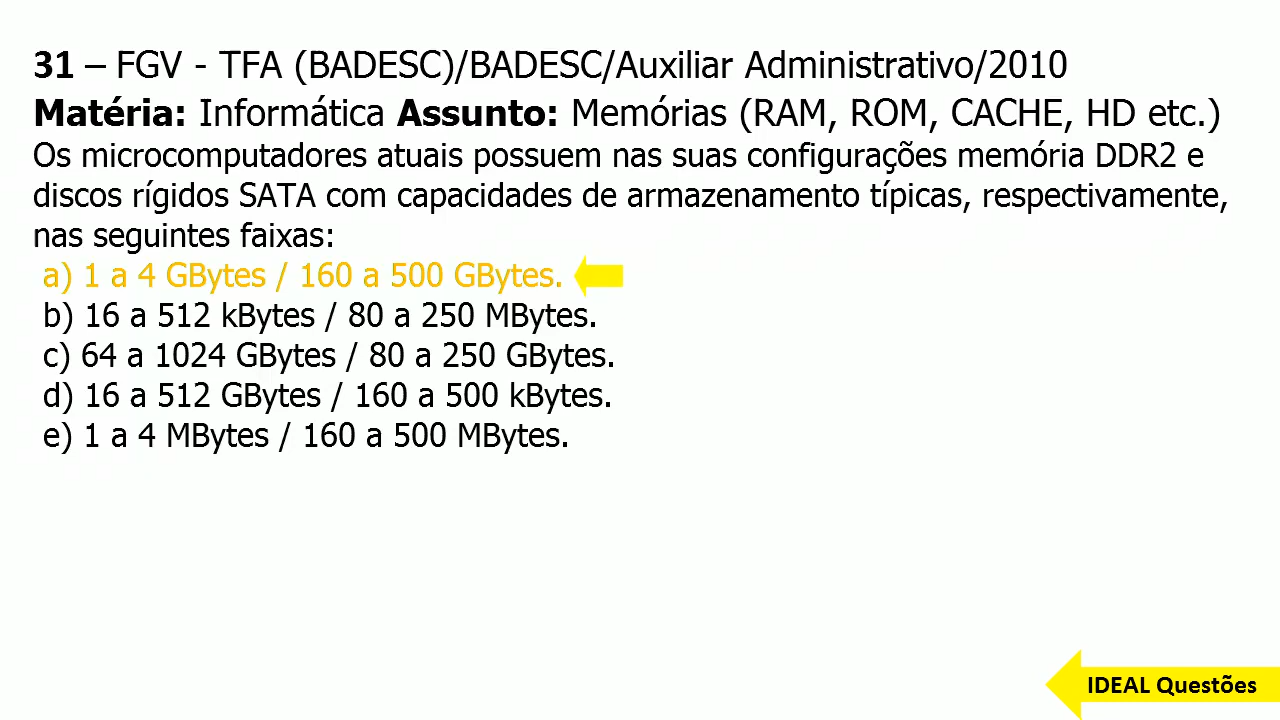 31 – FGV - TFA (BADESC)/BADESC/Auxiliar Administrativo/2010
Matéria: Informática Assunto: Memórias (RAM, ROM, CACHE, HD etc.)
Os microcomputadores atuais possuem nas suas configurações memória DDR2 e
discos rígidos SATA com capacidades de armazenamento típicas, respectivamente,
nas seguintes faixas:
a) 1 a 4 GBytes / 160 a 500 GBytes.
b) 16 a 512 kBytes / 80 a 250 MBytes.
c) 64 a 1024 GBytes / 80 a 250 GBytes.
d) 16 a 512 GBytes / 160 a 500 kBytes.
e) 1 a 4 MBytes / 160 a 500 MBytes.
IDEAL Questões